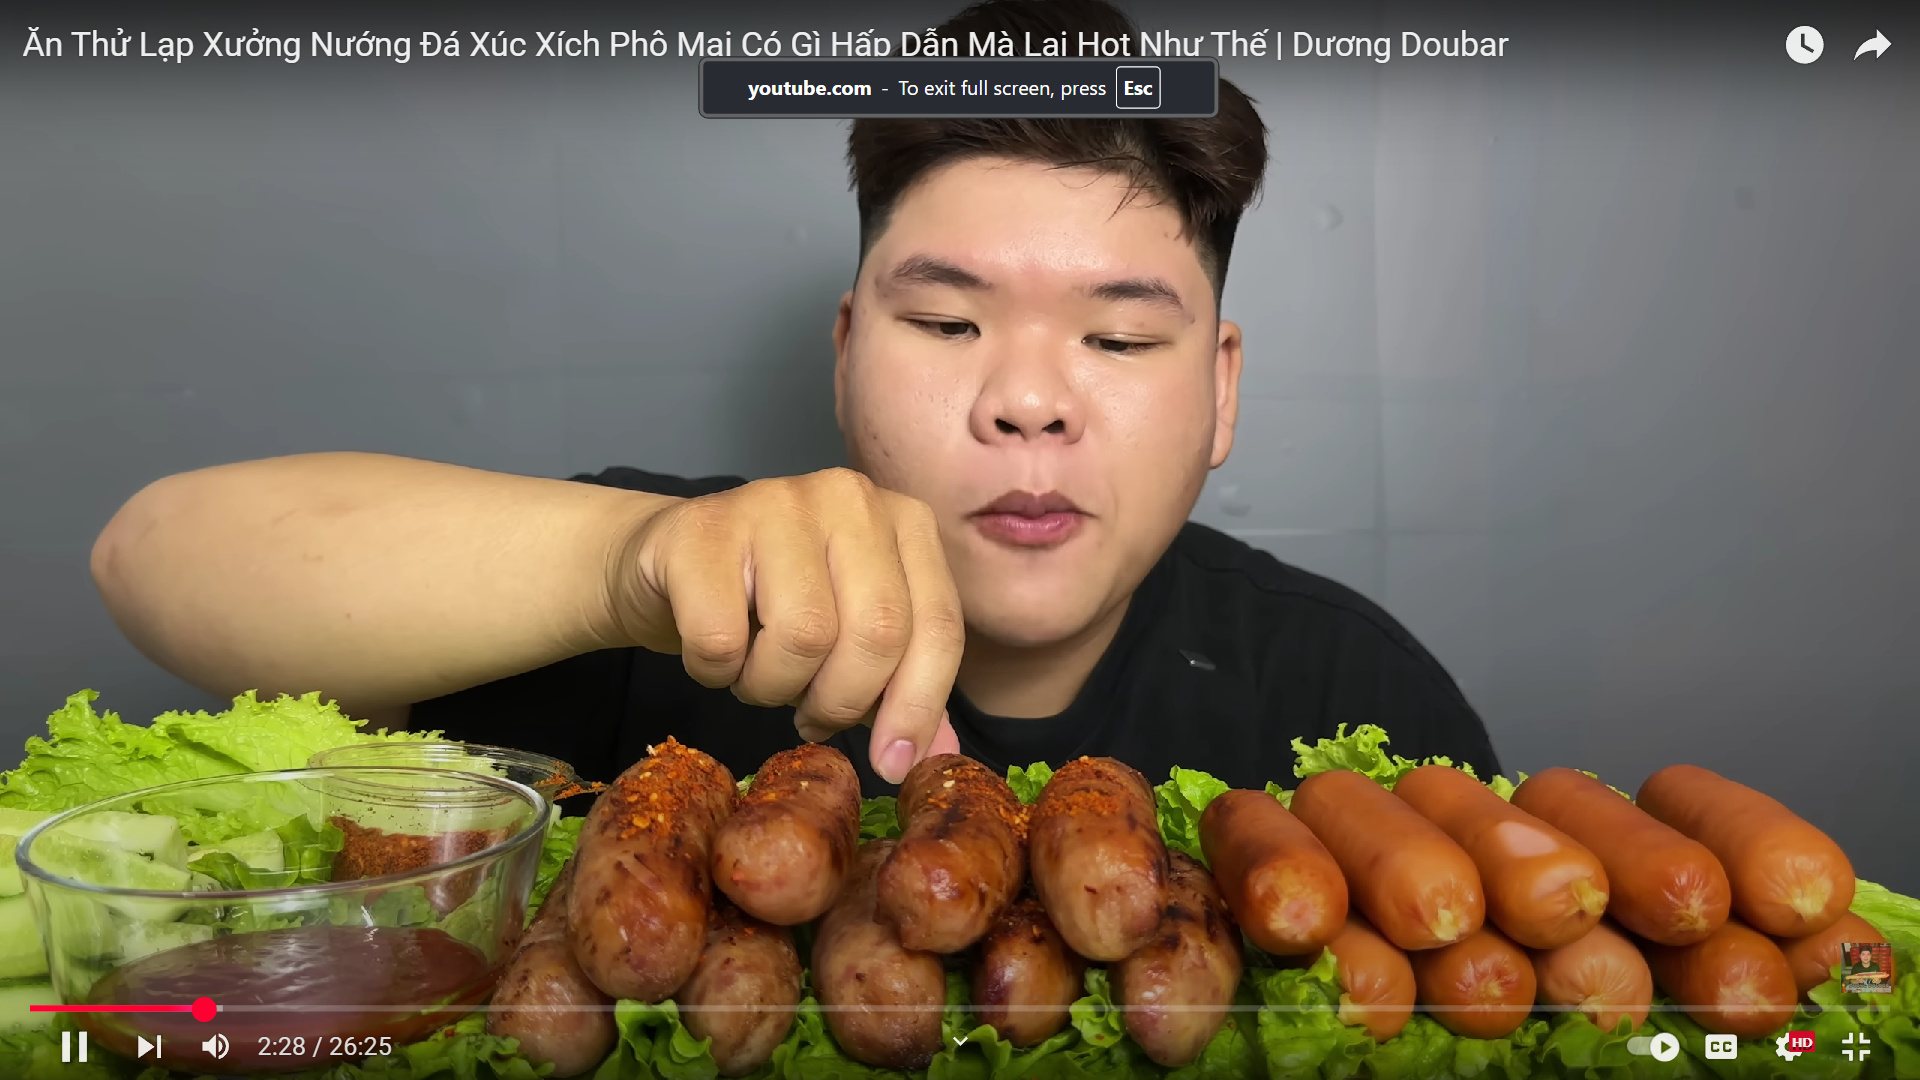 Ăn Thử Lạp Xưởng Nướng Đá Xúc Xích Phô Mai Có Gì Hấp Dẫn Mà Lại Hot Như Thế | Dương Doubar
youtube.com - To exit full screen, press Esc
2:28 / 26:25
CC
HD